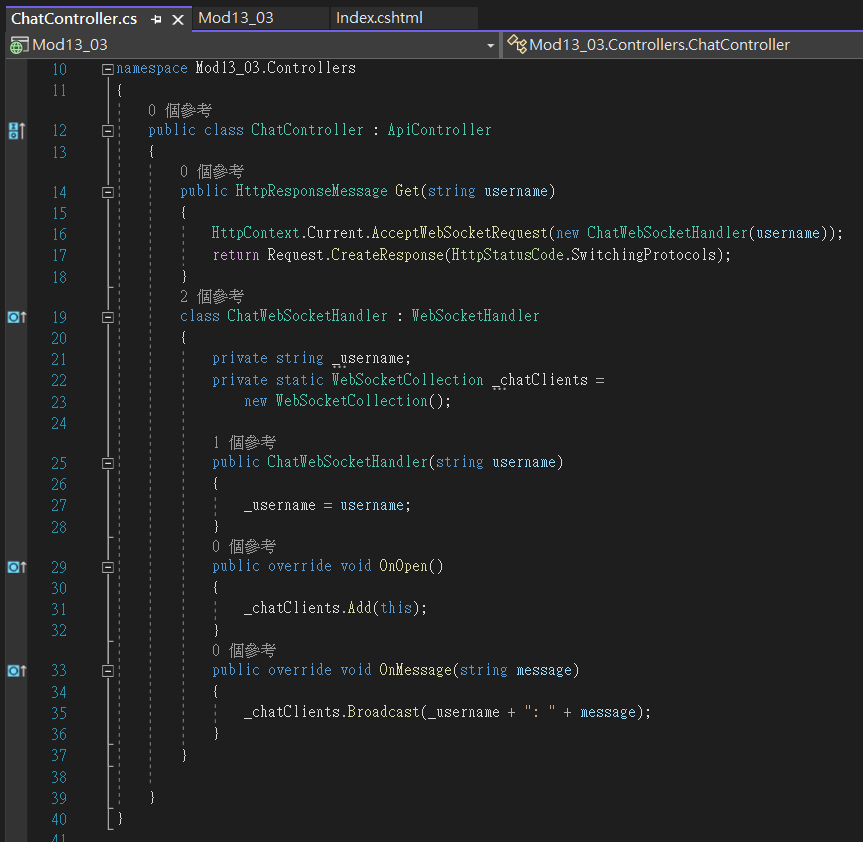 ChatController.cs Mod13_03 Index.cshtml
Mod13_03 Mod13_03.Controllers.ChatController
10 namespace Mod13_03.Controllers
11 {
0 個參考
12 public class ChatController : ApiController
13 {
0 個參考
14 public HttpResponseMessage Get(string username)
15 {
16 HttpContext.Current.AcceptWebSocketRequest(new ChatWebSocketHandler(username));
17 return Request.CreateResponse(HttpStatusCode.SwitchingProtocols);
18 }
2 個參考
19 class ChatWebSocketHandler : WebSocketHandler
20 {
21 private string _username;
22 private static WebSocketCollection _chatClients =
23 new WebSocketCollection();
24
1 個參考
25 public ChatWebSocketHandler(string username)
26 {
27 _username = username;
28 }
0 個參考
29 public override void OnOpen()
30 {
31 _chatClients.Add(this);
32 }
0 個參考
33 public override void OnMessage(string message)
34 {
35 _chatClients.Broadcast(_username + ": " + message);
36 }
37 }
38
39 }
40 }
41